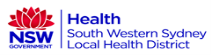 Health
South Western Sydney
Local Health District
NSW
GOVERNMENT